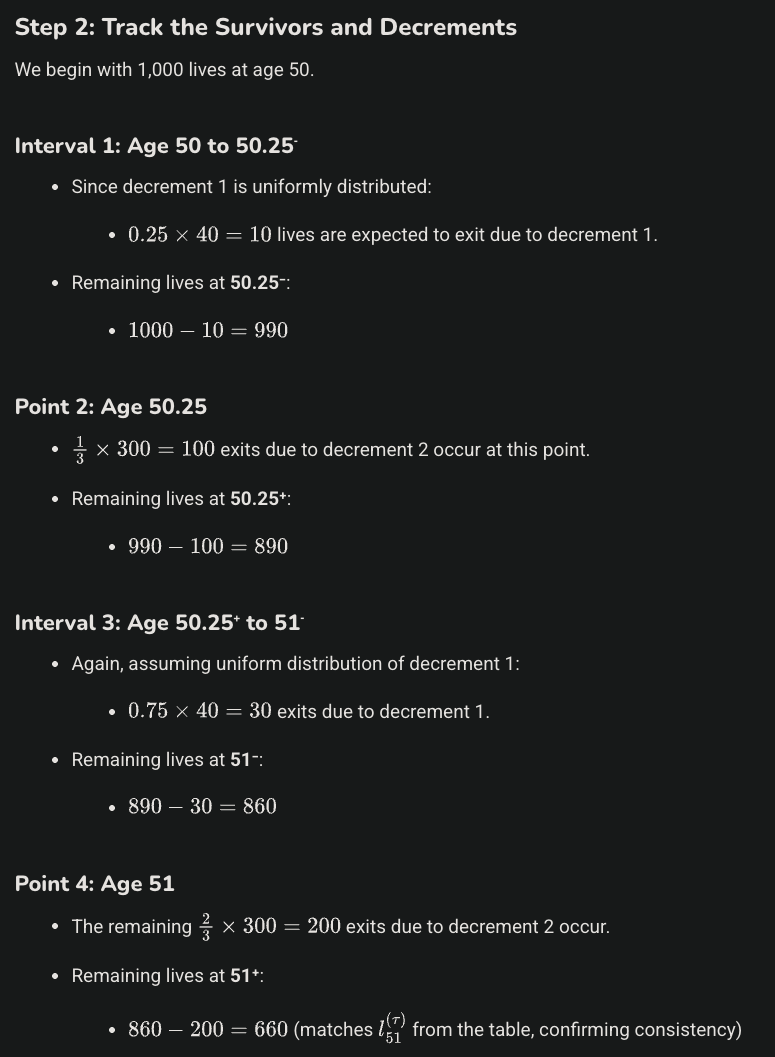 Step 2: Track the Survivors and Decrements
We begin with 1,000 lives at age 50.
Interval 1: Age 50 to 50.25⁻
• Since decrement 1 is uniformly distributed:
• 0.25 × 40 = 10 lives are expected to exit due to decrement 1.
• Remaining lives at 50.25⁻:
• 1000 − 10 = 990
Point 2: Age 50.25
• 1/3 × 300 = 100 exits due to decrement 2 occur at this point.
• Remaining lives at 50.25⁺:
• 990 − 100 = 890
Interval 3: Age 50.25⁺ to 51⁻
• Again, assuming uniform distribution of decrement 1:
• 0.75 × 40 = 30 exits due to decrement 1.
• Remaining lives at 51⁻:
• 890 − 30 = 860
Point 4: Age 51
• The remaining 2/3 × 300 = 200 exits due to decrement 2 occur.
• Remaining lives at 51⁺:
• 860 − 200 = 660 (matches l_{51}^{(τ)} from the table, confirming consistency)